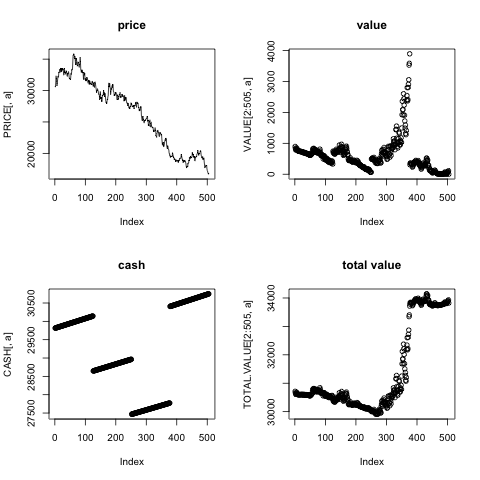 price
PRICE[, a]
20000 30000
0 100 200 300 400 500
Index
value
VALUE[2:505, a]
0 1000 2000 3000 4000
0 100 200 300 400 500
Index
cash
CASH[, a]
27500 28500 29500 30500
0 100 200 300 400 500
Index
total value
TOTAL.VALUE[2:505, a]
30000 32000 34000
0 100 200 300 400 500
Index